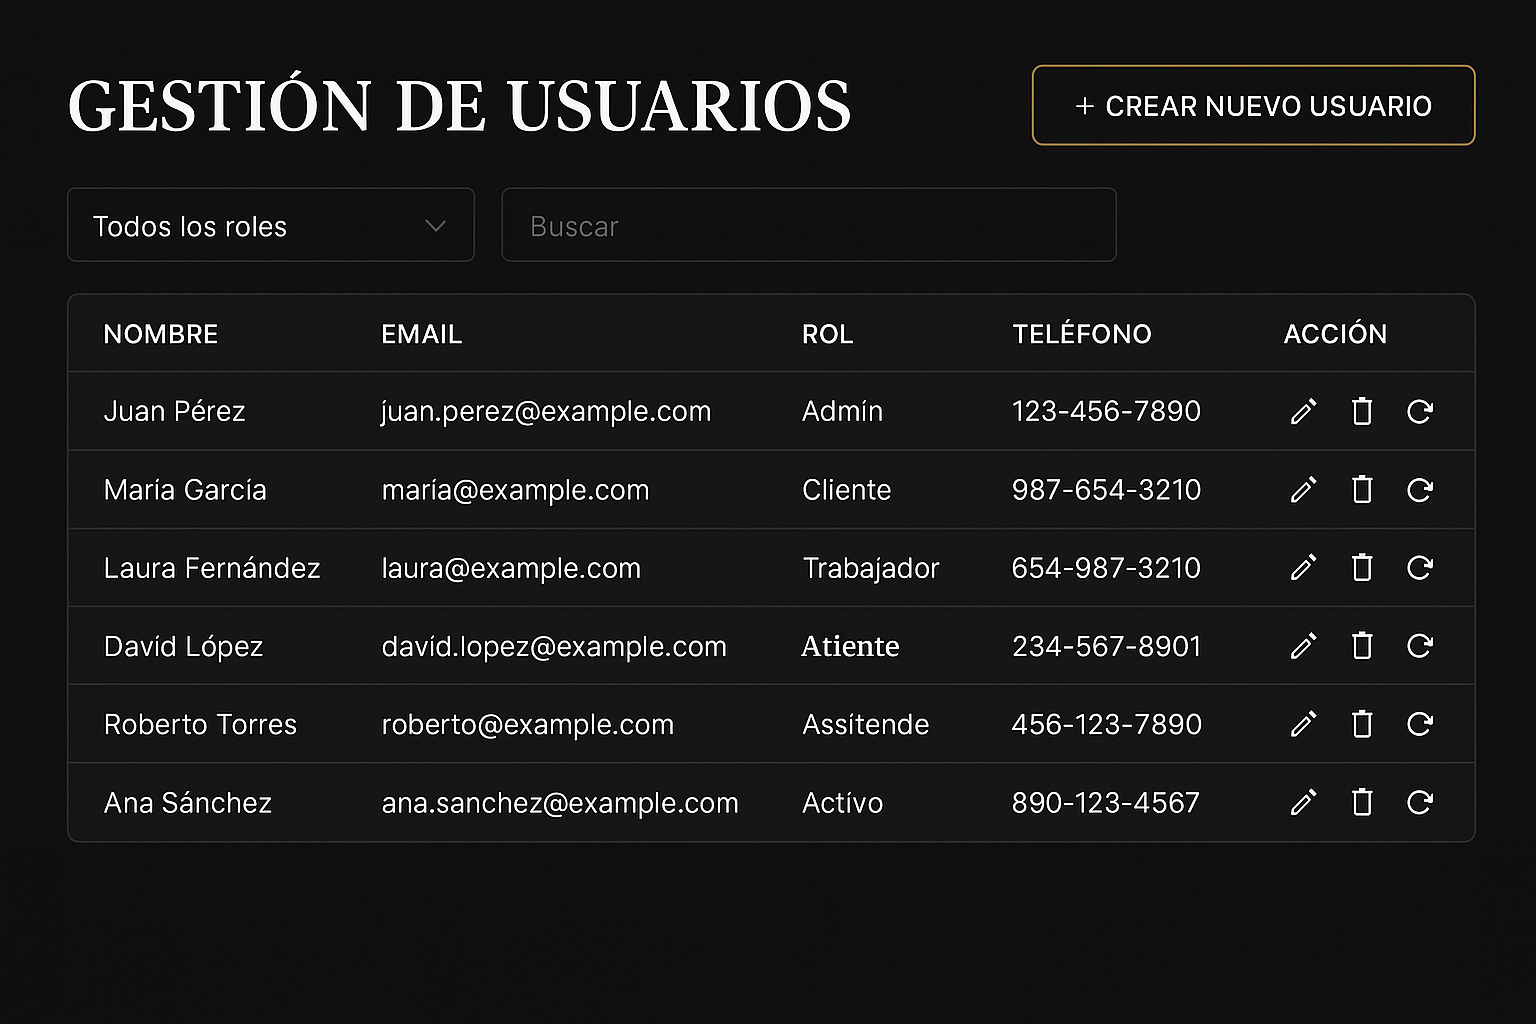 GESTIÓN DE USUARIOS
+ CREAR NUEVO USUARIO
Todos los roles
Buscar
NOMBRE EMAIL ROL TELÉFONO ACCIÓN
Juan Pérez juan.perez@example.com Admín 123-456-7890
María García maría@example.com Cliente 987-654-3210
Laura Fernández laura@example.com Trabajador 654-987-3210
Davíd López davíd.lopez@example.com Atiente 234-567-8901
Roberto Torres roberto@example.com Assítende 456-123-7890
Ana Sánchez ana.sanchez@example.com Actívo 890-123-4567